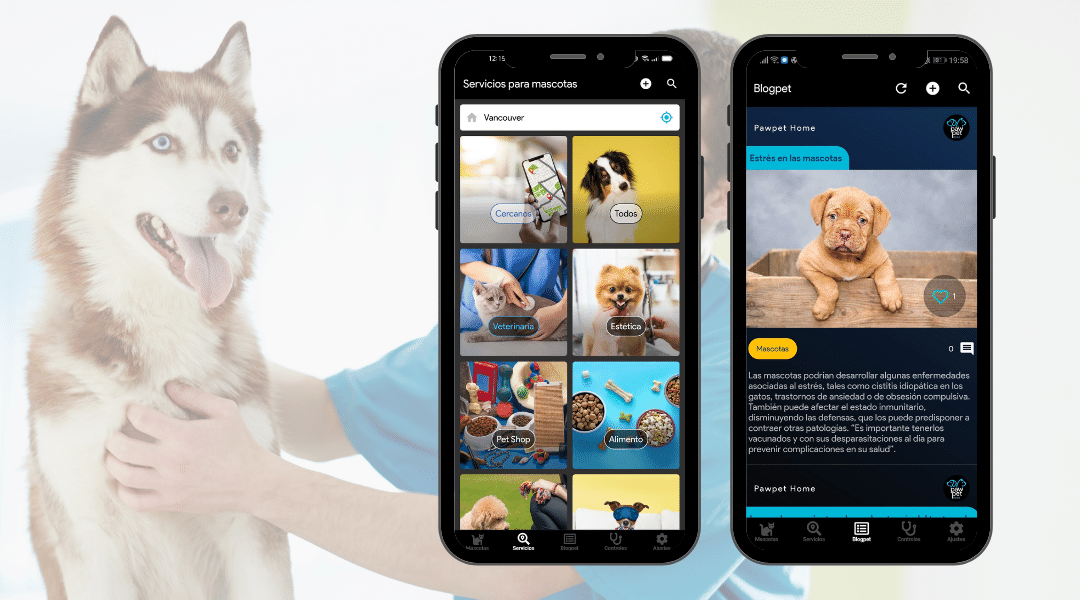 12:15
Servicios para mascotas
Vancouver
Cercanos
Todos
Veterinaria
Estética
Pet Shop
Alimento
Mascotas
Servicios
Blogpet
Controles
Ajustes
19:58
Blogpet
Pawpet Home
paw
pet
Estrés en las mascotas
1
Mascotas
0
Las mascotas podrían desarrollar algunas enfermedades
asociadas al estrés, tales como cistitis idiopática en los
gatos, trastornos de ansiedad o de obsesión compulsiva.
También puede afectar el estado inmunitario,
disminuyendo las defensas, que los puede predisponer a
contraer otras patologías. "Es importante tenerlos
vacunados y con sus desparasitaciones al día para
prevenir complicaciones en su salud".
Pawpet Home
paw
pet
Mascotas
Servicios
Blogpet
Controles
Ajustes